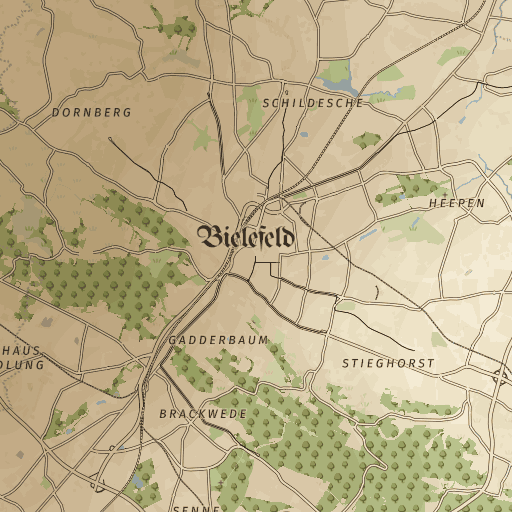 SCHILDESCHE
DORNBERG
HEEPEN
Bielefeld
GADDERBAUM
HAUS
DLUNG
STIEGHORST
BRACKWEDE
SENNE